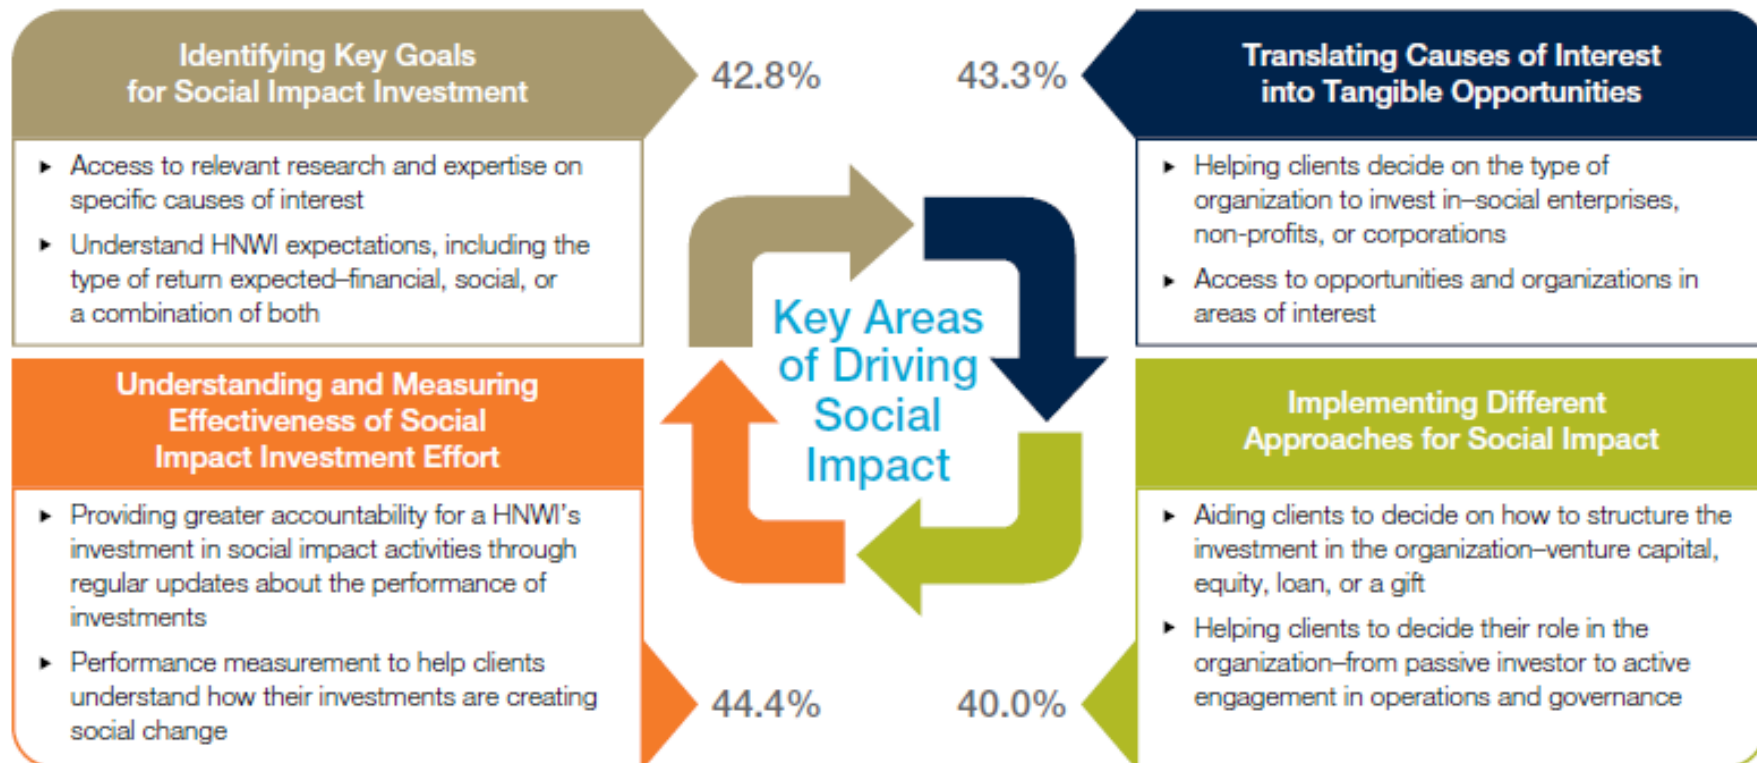 Identifying Key Goals
for Social Impact Investment
42.8%
▸ Access to relevant research and expertise on
specific causes of interest
▸ Understand HNWI expectations, including the
type of return expected–financial, social, or
a combination of both
43.3%
Translating Causes of Interest
into Tangible Opportunities
▸ Helping clients decide on the type of
organization to invest in–social enterprises,
non-profits, or corporations
▸ Access to opportunities and organizations in
areas of interest
Key Areas
of Driving
Social
Impact
Understanding and Measuring
Effectiveness of Social
Impact Investment Effort
▸ Providing greater accountability for a HNWI's
investment in social impact activities through
regular updates about the performance of
investments
▸ Performance measurement to help clients
understand how their investments are creating
social change
44.4%
Implementing Different
Approaches for Social Impact
▸ Aiding clients to decide on how to structure the
investment in the organization–venture capital,
equity, loan, or a gift
▸ Helping clients to decide their role in the
organization–from passive investor to active
engagement in operations and governance
40.0%